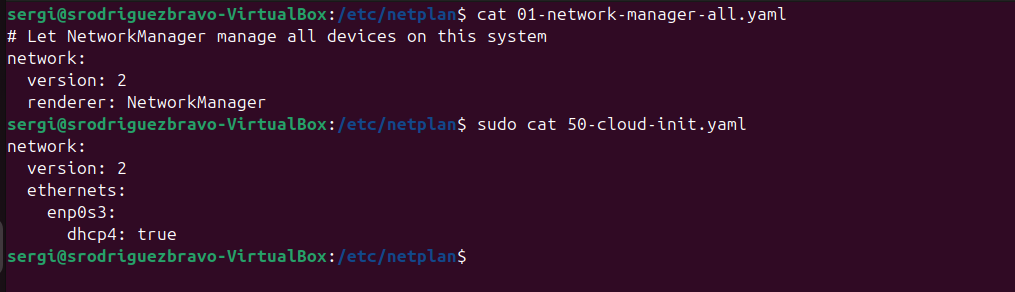 sergi@srodriguezbravo-VirtualBox:/etc/netplan$ cat 01-network-manager-all.yaml
# Let NetworkManager manage all devices on this system
network:
  version: 2
  renderer: NetworkManager
sergi@srodriguezbravo-VirtualBox:/etc/netplan$ sudo cat 50-cloud-init.yaml
network:
  version: 2
  ethernets:
    enp0s3:
      dhcp4: true
sergi@srodriguezbravo-VirtualBox:/etc/netplan$